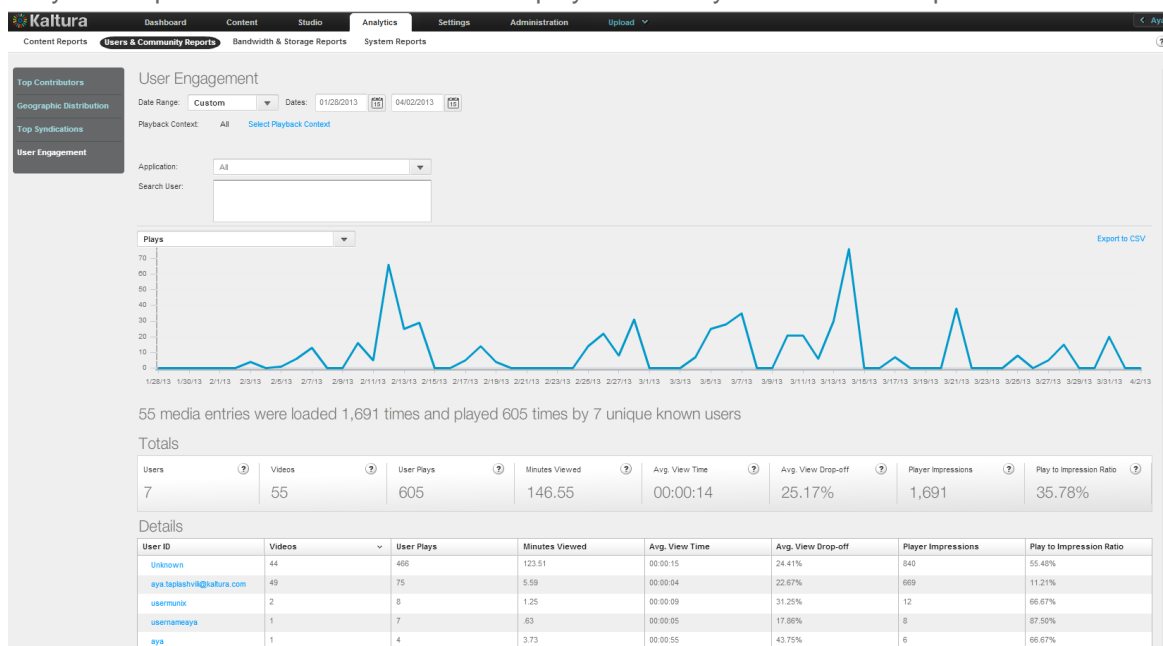 Kaltura Dashboard Content Studio Analytics Settings Administration Upload < Aya
Content Reports Users & Community Reports Bandwidth & Storage Reports System Reports ?
Top Contributors
Geographic Distribution
Top Syndications
User Engagement
User Engagement
Date Range: Custom Dates: 01/28/2013 15 04/02/2013 15
Playback Context: All Select Playback Context
Application: All
Search User:
Plays Export to CSV
70
60
50
40
30
20
10
0
1/28/13 1/30/13 2/1/13 2/3/13 2/5/13 2/7/13 2/9/13 2/11/13 2/13/13 2/15/13 2/17/13 2/19/13 2/21/13 2/23/13 2/25/13 2/27/13 3/1/13 3/3/13 3/5/13 3/7/13 3/9/13 3/11/13 3/13/13 3/15/13 3/17/13 3/19/13 3/21/13 3/23/13 3/25/13 3/27/13 3/29/13 3/31/13 4/2/13
55 media entries were loaded 1,691 times and played 605 times by 7 unique known users
Totals
Users ? Videos ? User Plays ? Minutes Viewed ? Avg. View Time ? Avg. View Drop-off ? Player Impressions ? Play to Impression Ratio ?
7 55 605 146.55 00:00:14 25.17% 1,691 35.78%
Details
User ID Videos User Plays Minutes Viewed Avg. View Time Avg. View Drop-off Player Impressions Play to Impression Ratio
Unknown 44 466 123.51 00:00:15 24.41% 840 55.48%
aya.taplashvili@kaltura.com 49 75 5.59 00:00:04 22.67% 669 11.21%
usermunix 2 8 1.25 00:00:09 31.25% 12 66.67%
usernameaya 1 7 .63 00:00:05 17.86% 8 87.50%
aya 1 4 3.73 00:00:55 43.75% 6 66.67%